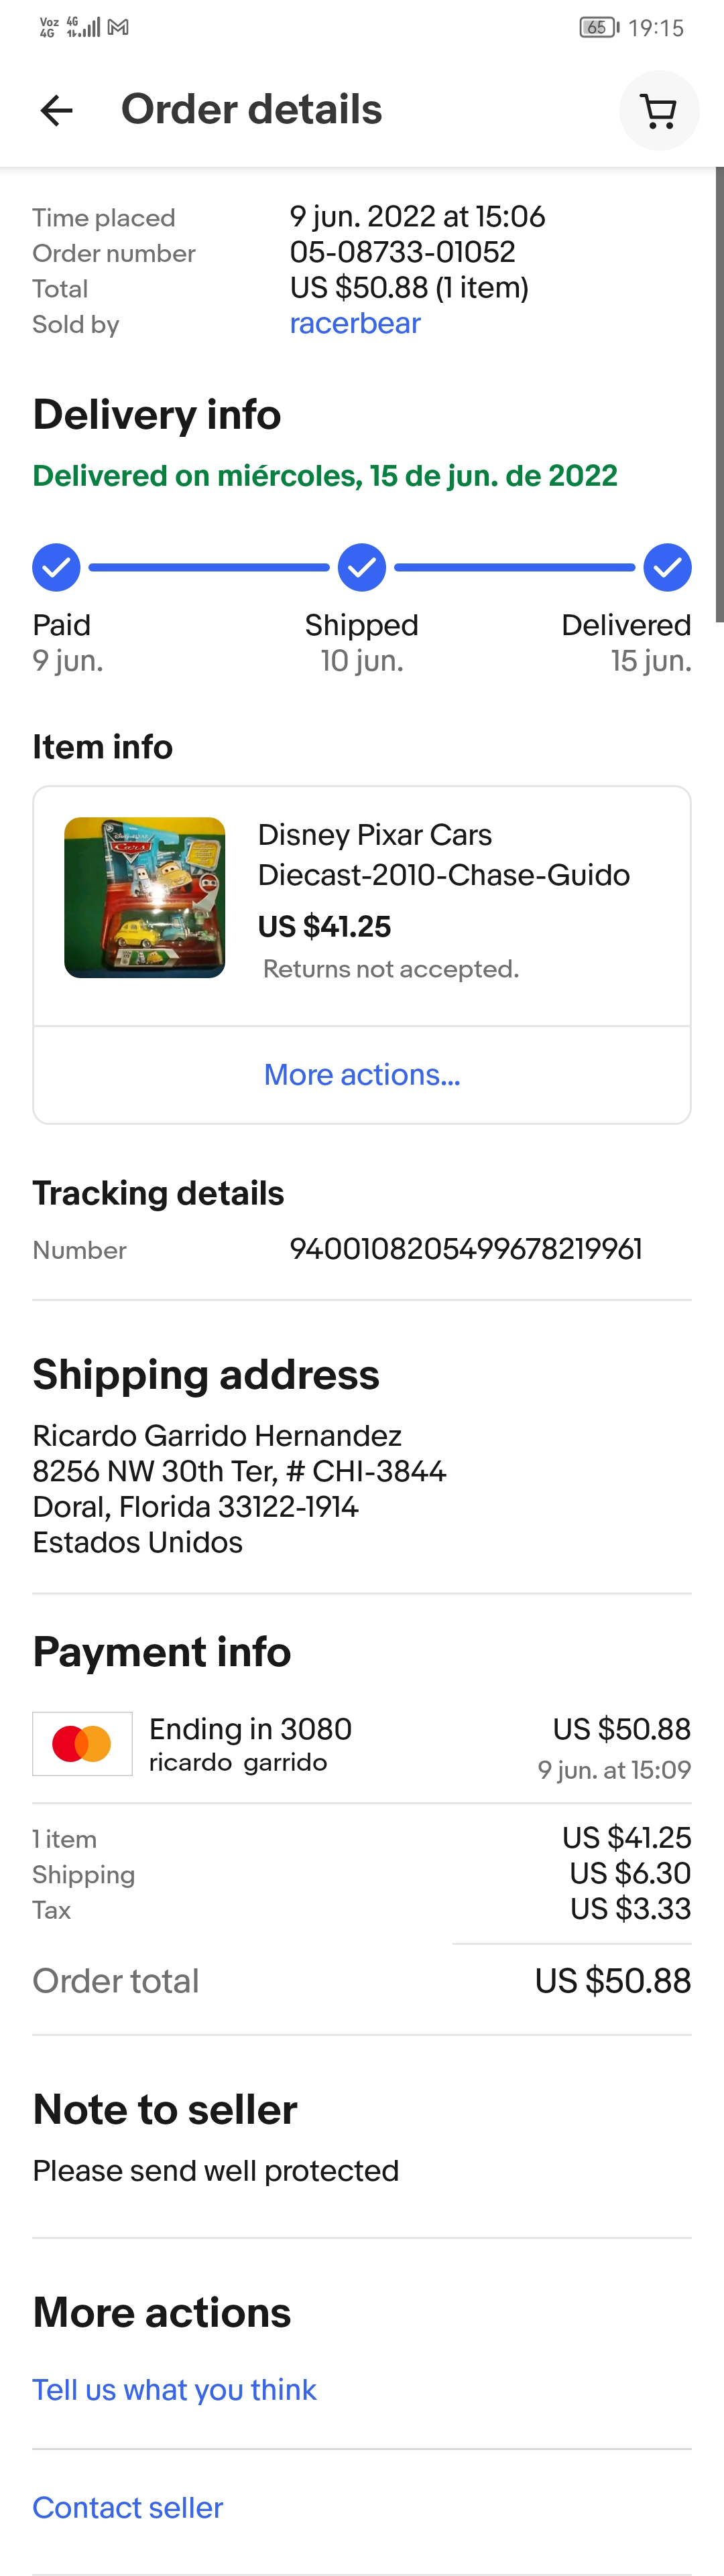 Voz 4G 4G 65 19:15
Order details
Time placed 9 jun. 2022 at 15:06
Order number 05-08733-01052
Total US $50.88 (1 item)
Sold by racerbear
Delivery info
Delivered on miércoles, 15 de jun. de 2022
Paid Shipped Delivered
9 jun. 10 jun. 15 jun.
Item info
Cars
Disney Pixar Cars
Diecast-2010-Chase-Guido
US $41.25
Returns not accepted.
More actions...
Tracking details
Number 9400108205499678219961
Shipping address
Ricardo Garrido Hernandez
8256 NW 30th Ter, # CHI-3844
Doral, Florida 33122-1914
Estados Unidos
Payment info
Ending in 3080 US $50.88
ricardo garrido 9 jun. at 15:09
1 item US $41.25
Shipping US $6.30
Tax US $3.33
Order total US $50.88
Note to seller
Please send well protected
More actions
Tell us what you think
Contact seller